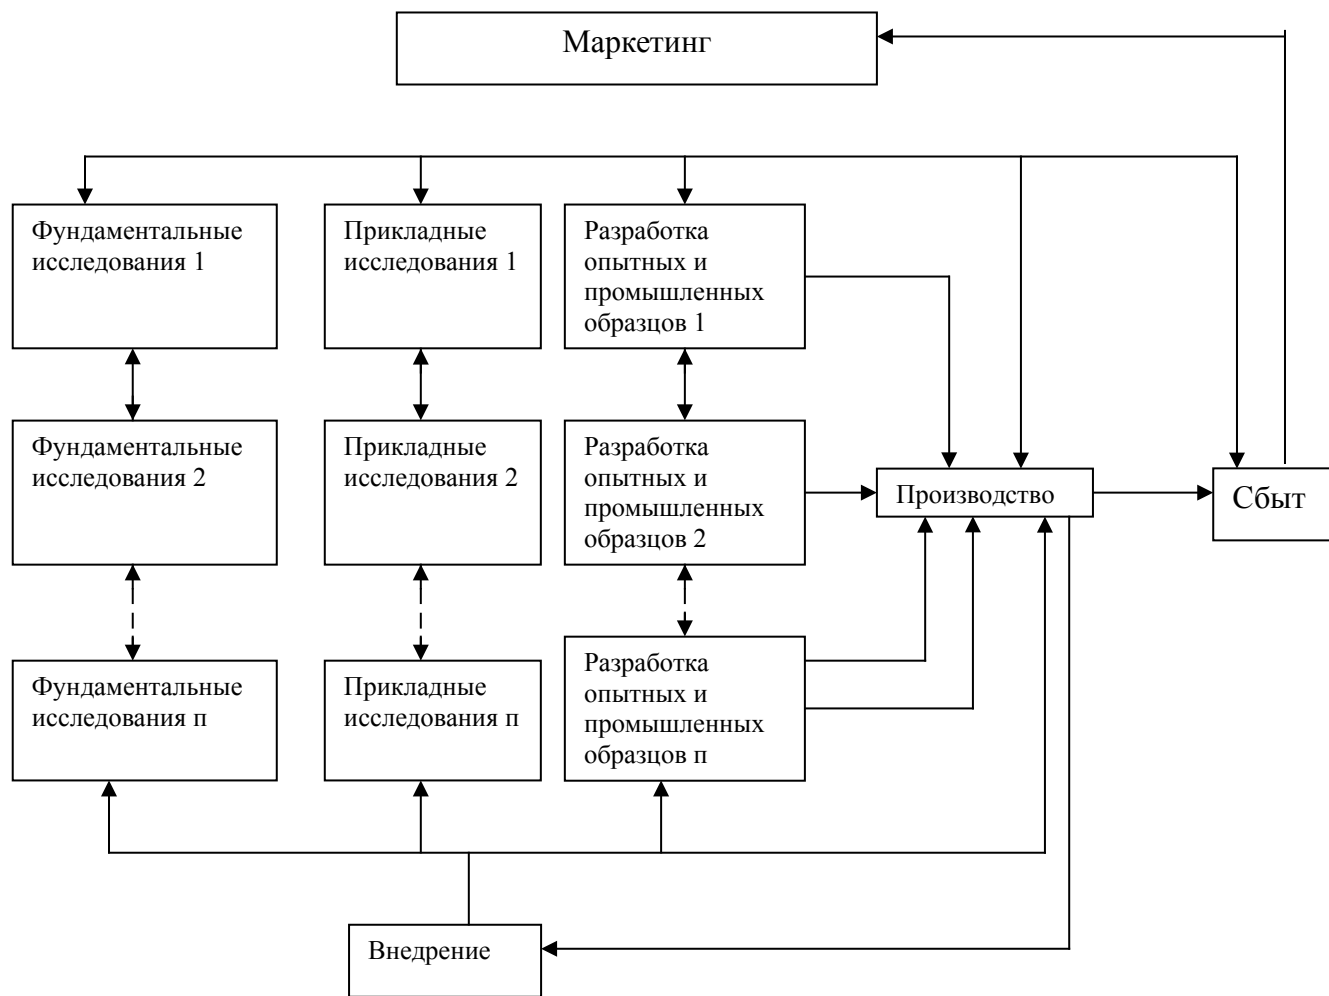 Маркетинг
Фундаментальные
исследования 1
Прикладные
исследования 1
Разработка
опытных и
промышленных
образцов 1
Фундаментальные
исследования 2
Прикладные
исследования 2
Разработка
опытных и
промышленных
образцов 2
Производство
Сбыт
Фундаментальные
исследования п
Прикладные
исследования п
Разработка
опытных и
промышленных
образцов п
Внедрение